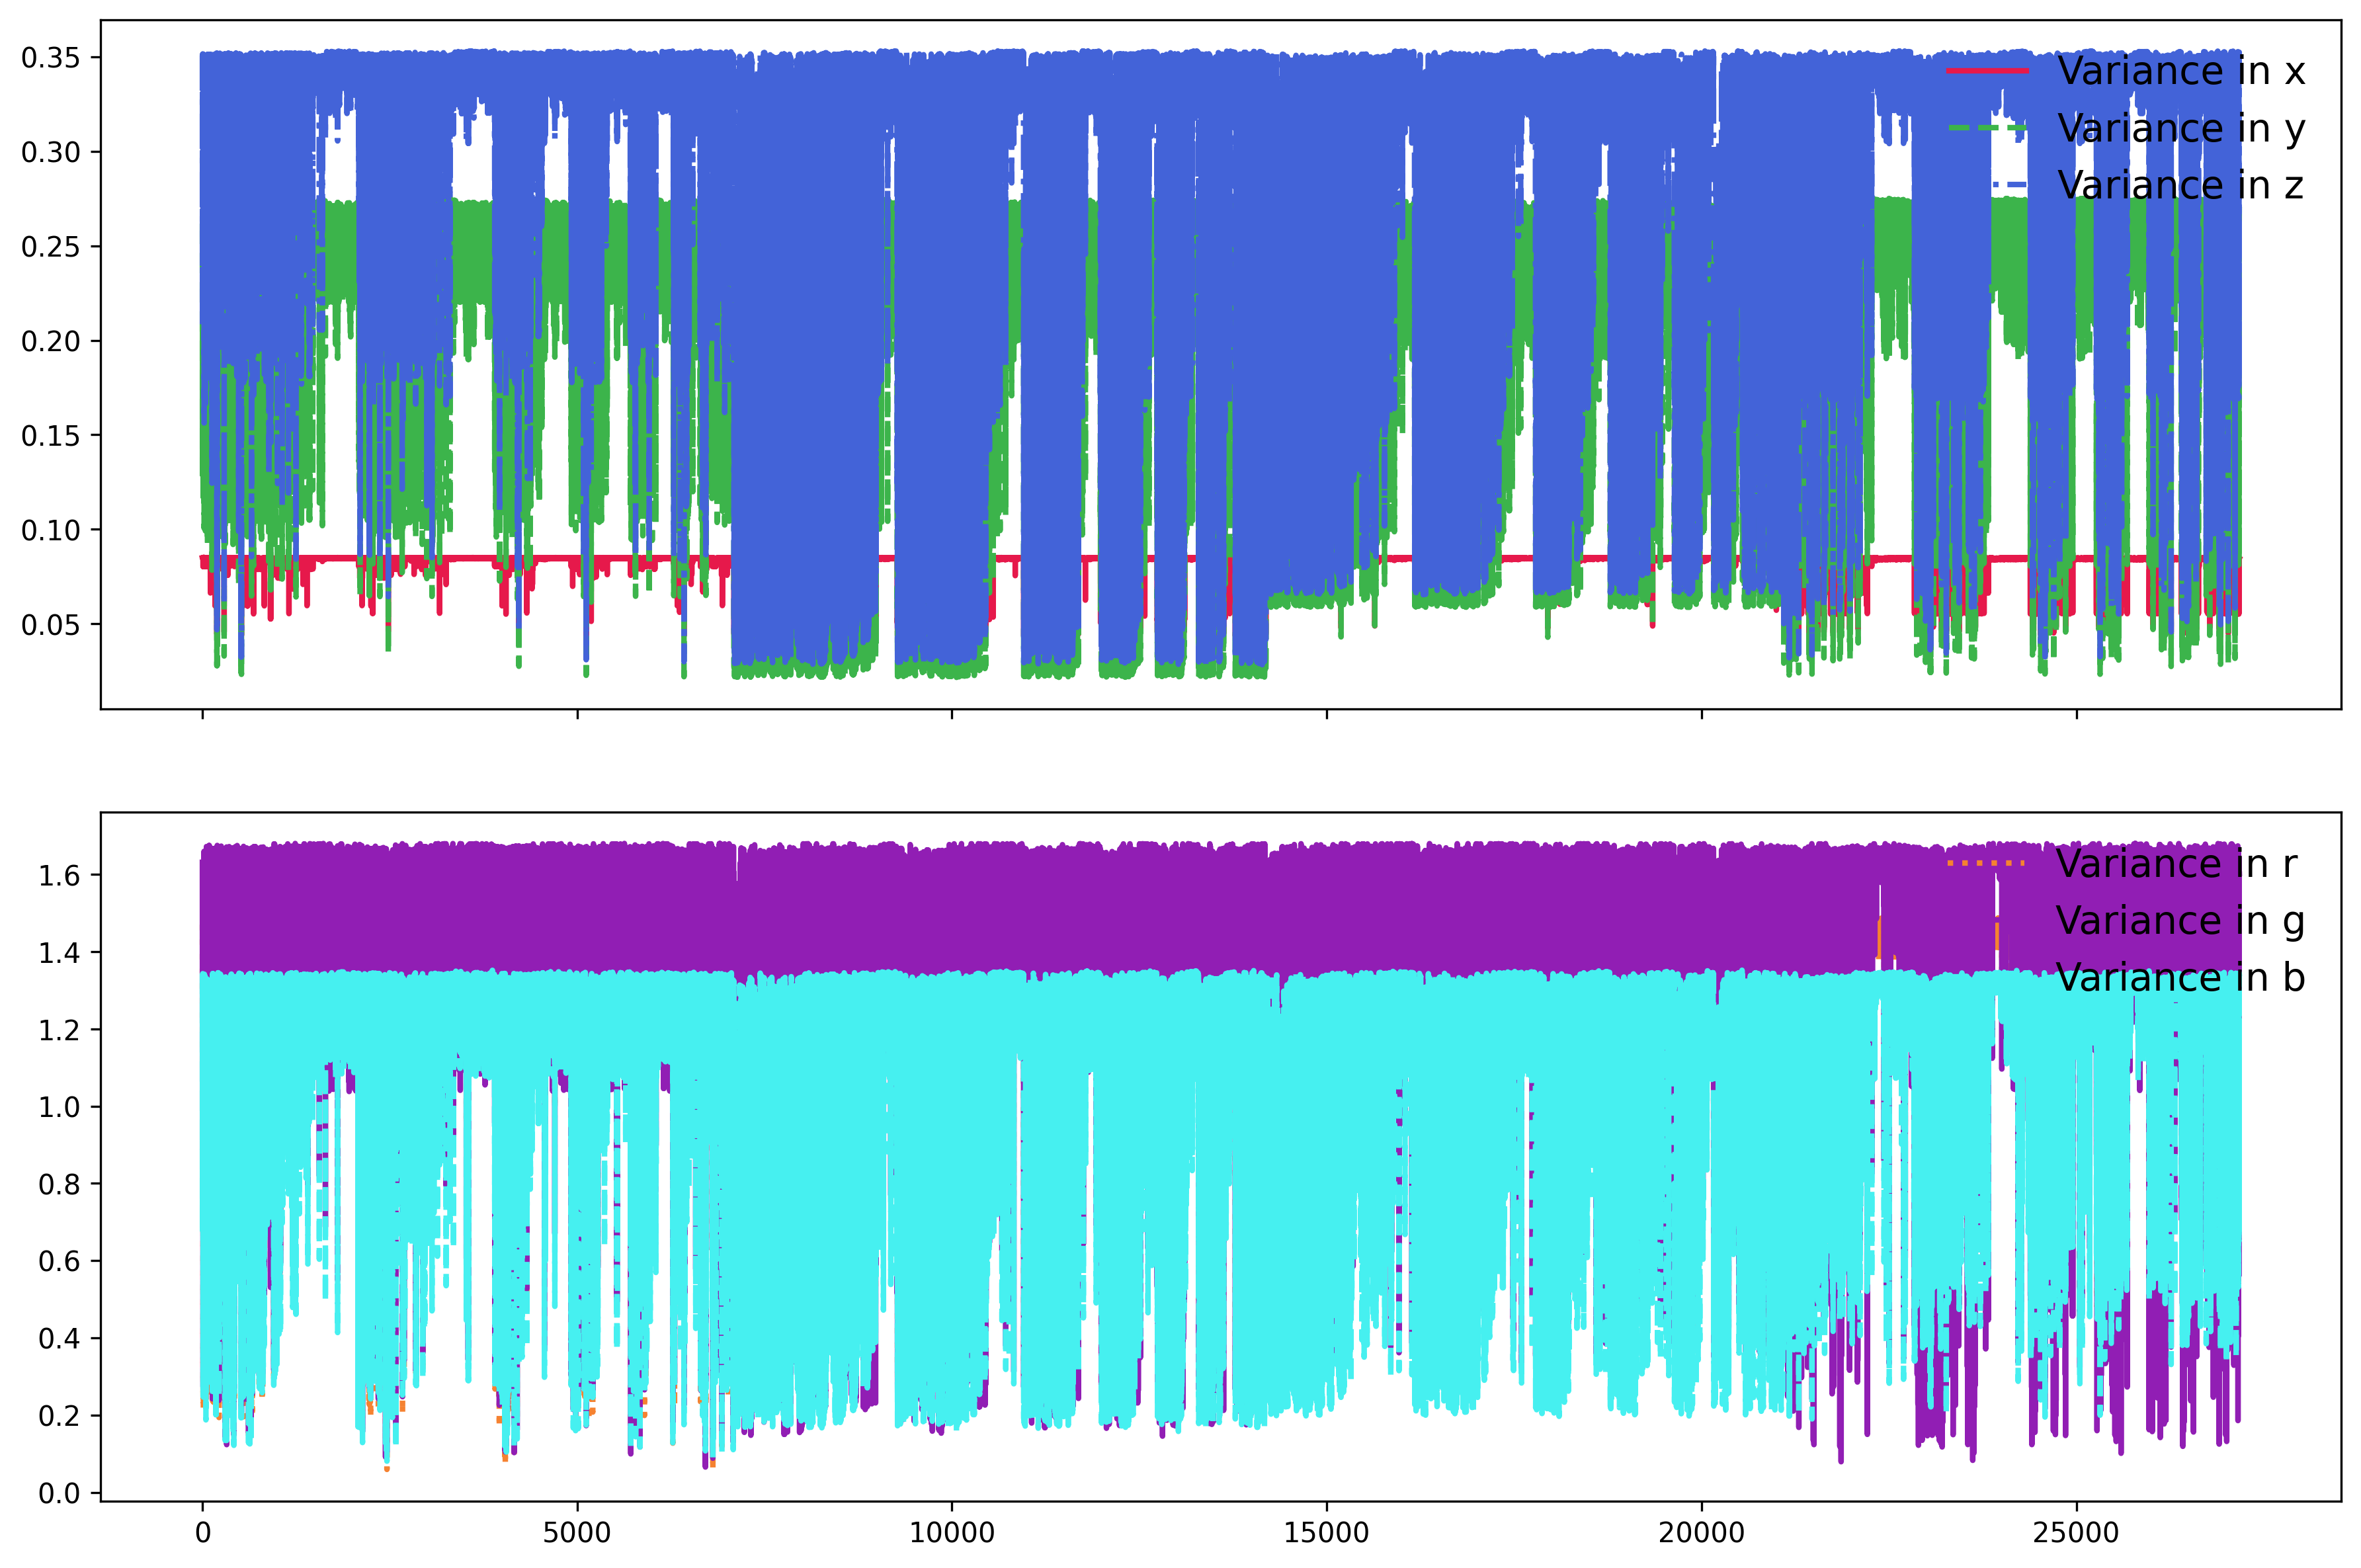 0.35
0.30
0.25
0.20
0.15
0.10
0.05
Variance in x
Variance in y
Variance in z
1.6
1.4
1.2
1.0
0.8
0.6
0.4
0.2
0.0
Variance in r
Variance in g
Variance in b
0 5000 10000 15000 20000 25000